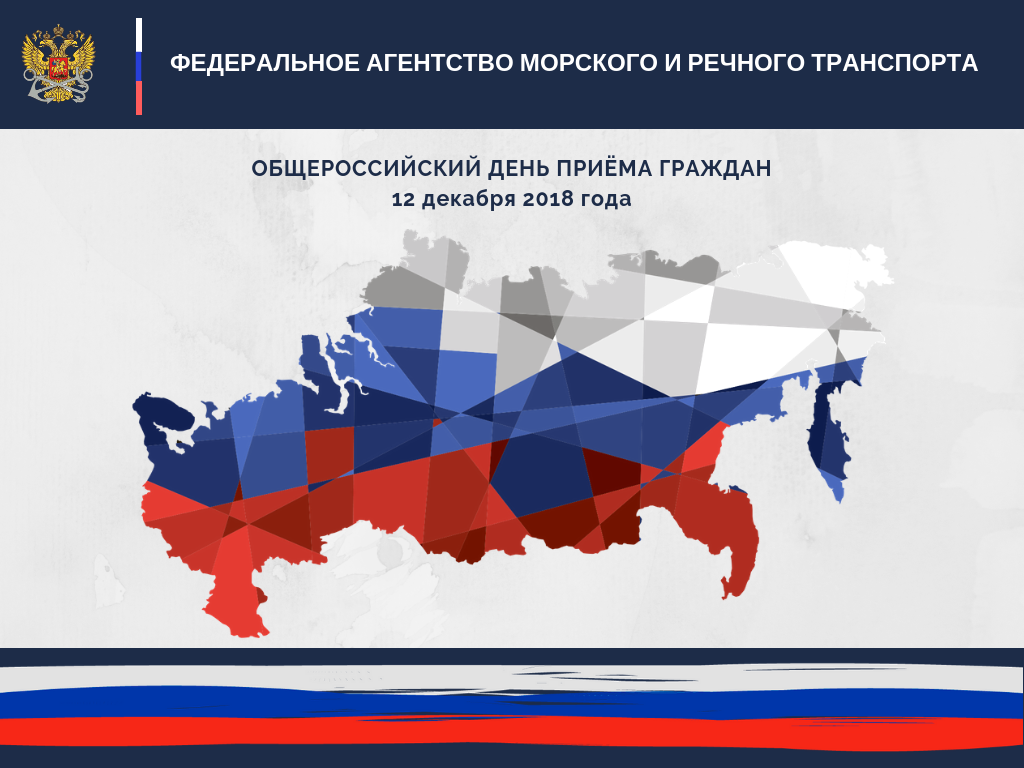 ФЕДЕРАЛЬНОЕ АГЕНТСТВО МОРСКОГО И РЕЧНОГО ТРАНСПОРТА
ОБЩЕРОССИЙСКИЙ ДЕНЬ ПРИЁМА ГРАЖДАН
12 декабря 2018 года